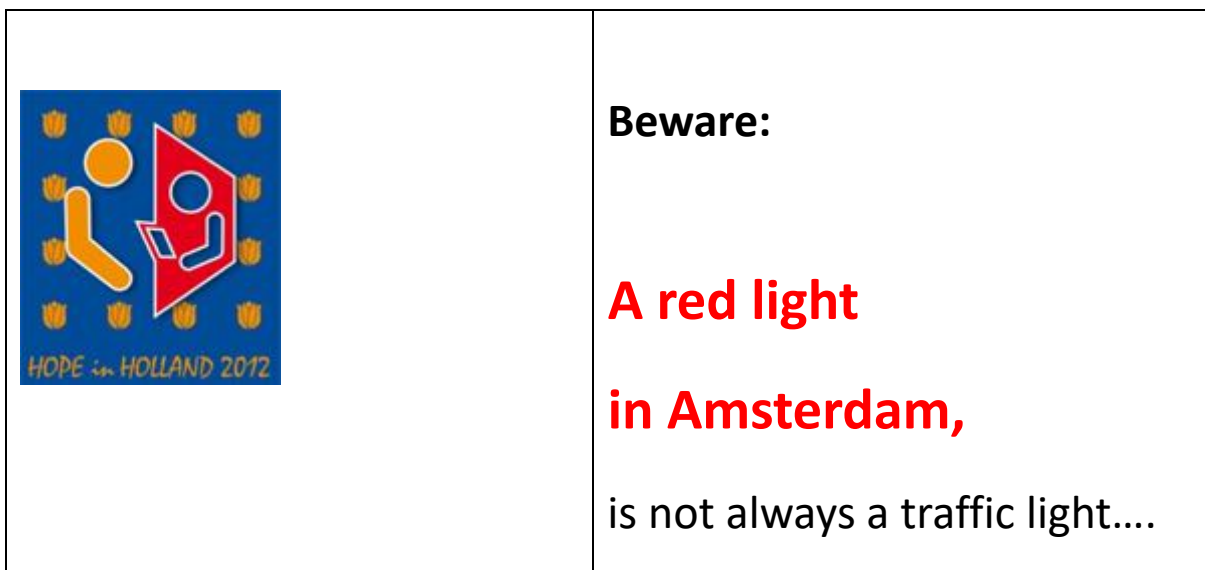 HOPE in HOLLAND 2012
Beware:
A red light
in Amsterdam,
is not always a traffic light....